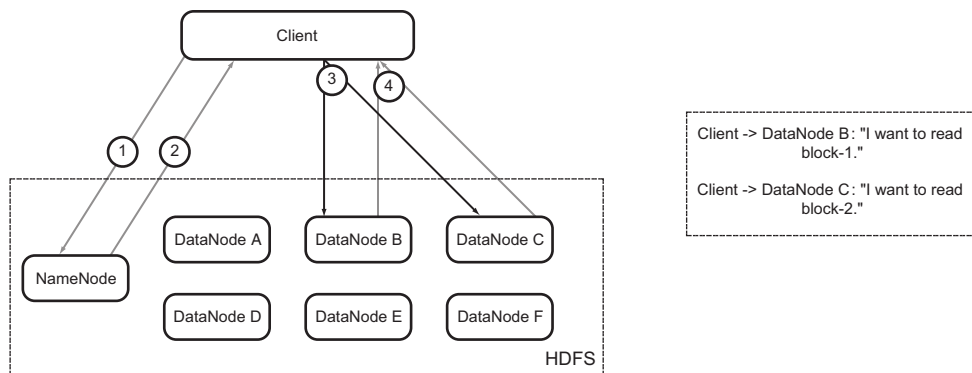 Client
3
4
1
2
Client -> DataNode B: "I want to read
block-1."
Client -> DataNode C: "I want to read
block-2."
DataNode A
DataNode B
DataNode C
NameNode
DataNode D
DataNode E
DataNode F
HDFS